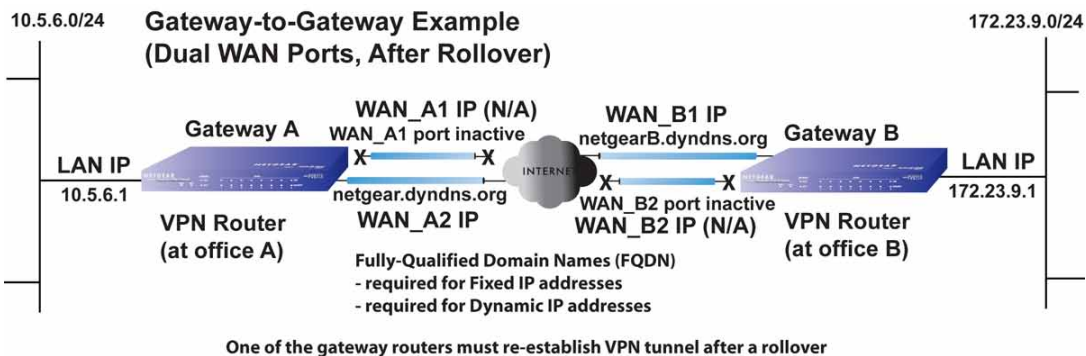 10.5.6.0/24
Gateway-to-Gateway Example
(Dual WAN Ports, After Rollover)
172.23.9.0/24
WAN_A1 IP (N/A)
WAN_A1 port inactive
WAN_B1 IP
netgearB.dyndns.org
Gateway A
Gateway B
X
X
LAN IP
10.5.6.1
NETGEAR
INTERNET
NETGEAR
LAN IP
172.23.9.1
netgear.dyndns.org
WAN_A2 IP
X
X
WAN_B2 port inactive
WAN_B2 IP (N/A)
VPN Router
(at office A)
VPN Router
(at office B)
Fully-Qualified Domain Names (FQDN)
- required for Fixed IP addresses
- required for Dynamic IP addresses
One of the gateway routers must re-establish VPN tunnel after a rollover